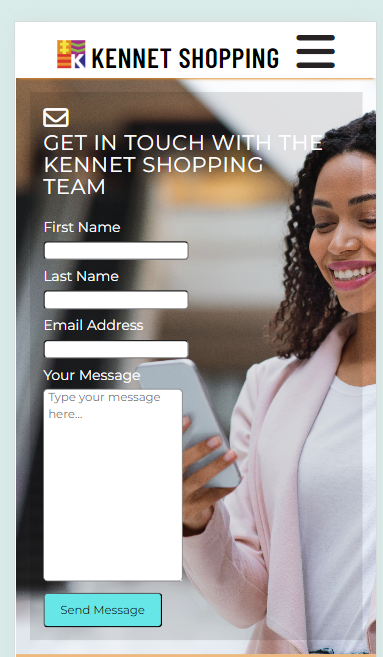 KENNET SHOPPING
GET IN TOUCH WITH THE
KENNET SHOPPING
TEAM
First Name
Last Name
Email Address
Your Message
Type your message
here...
Send Message